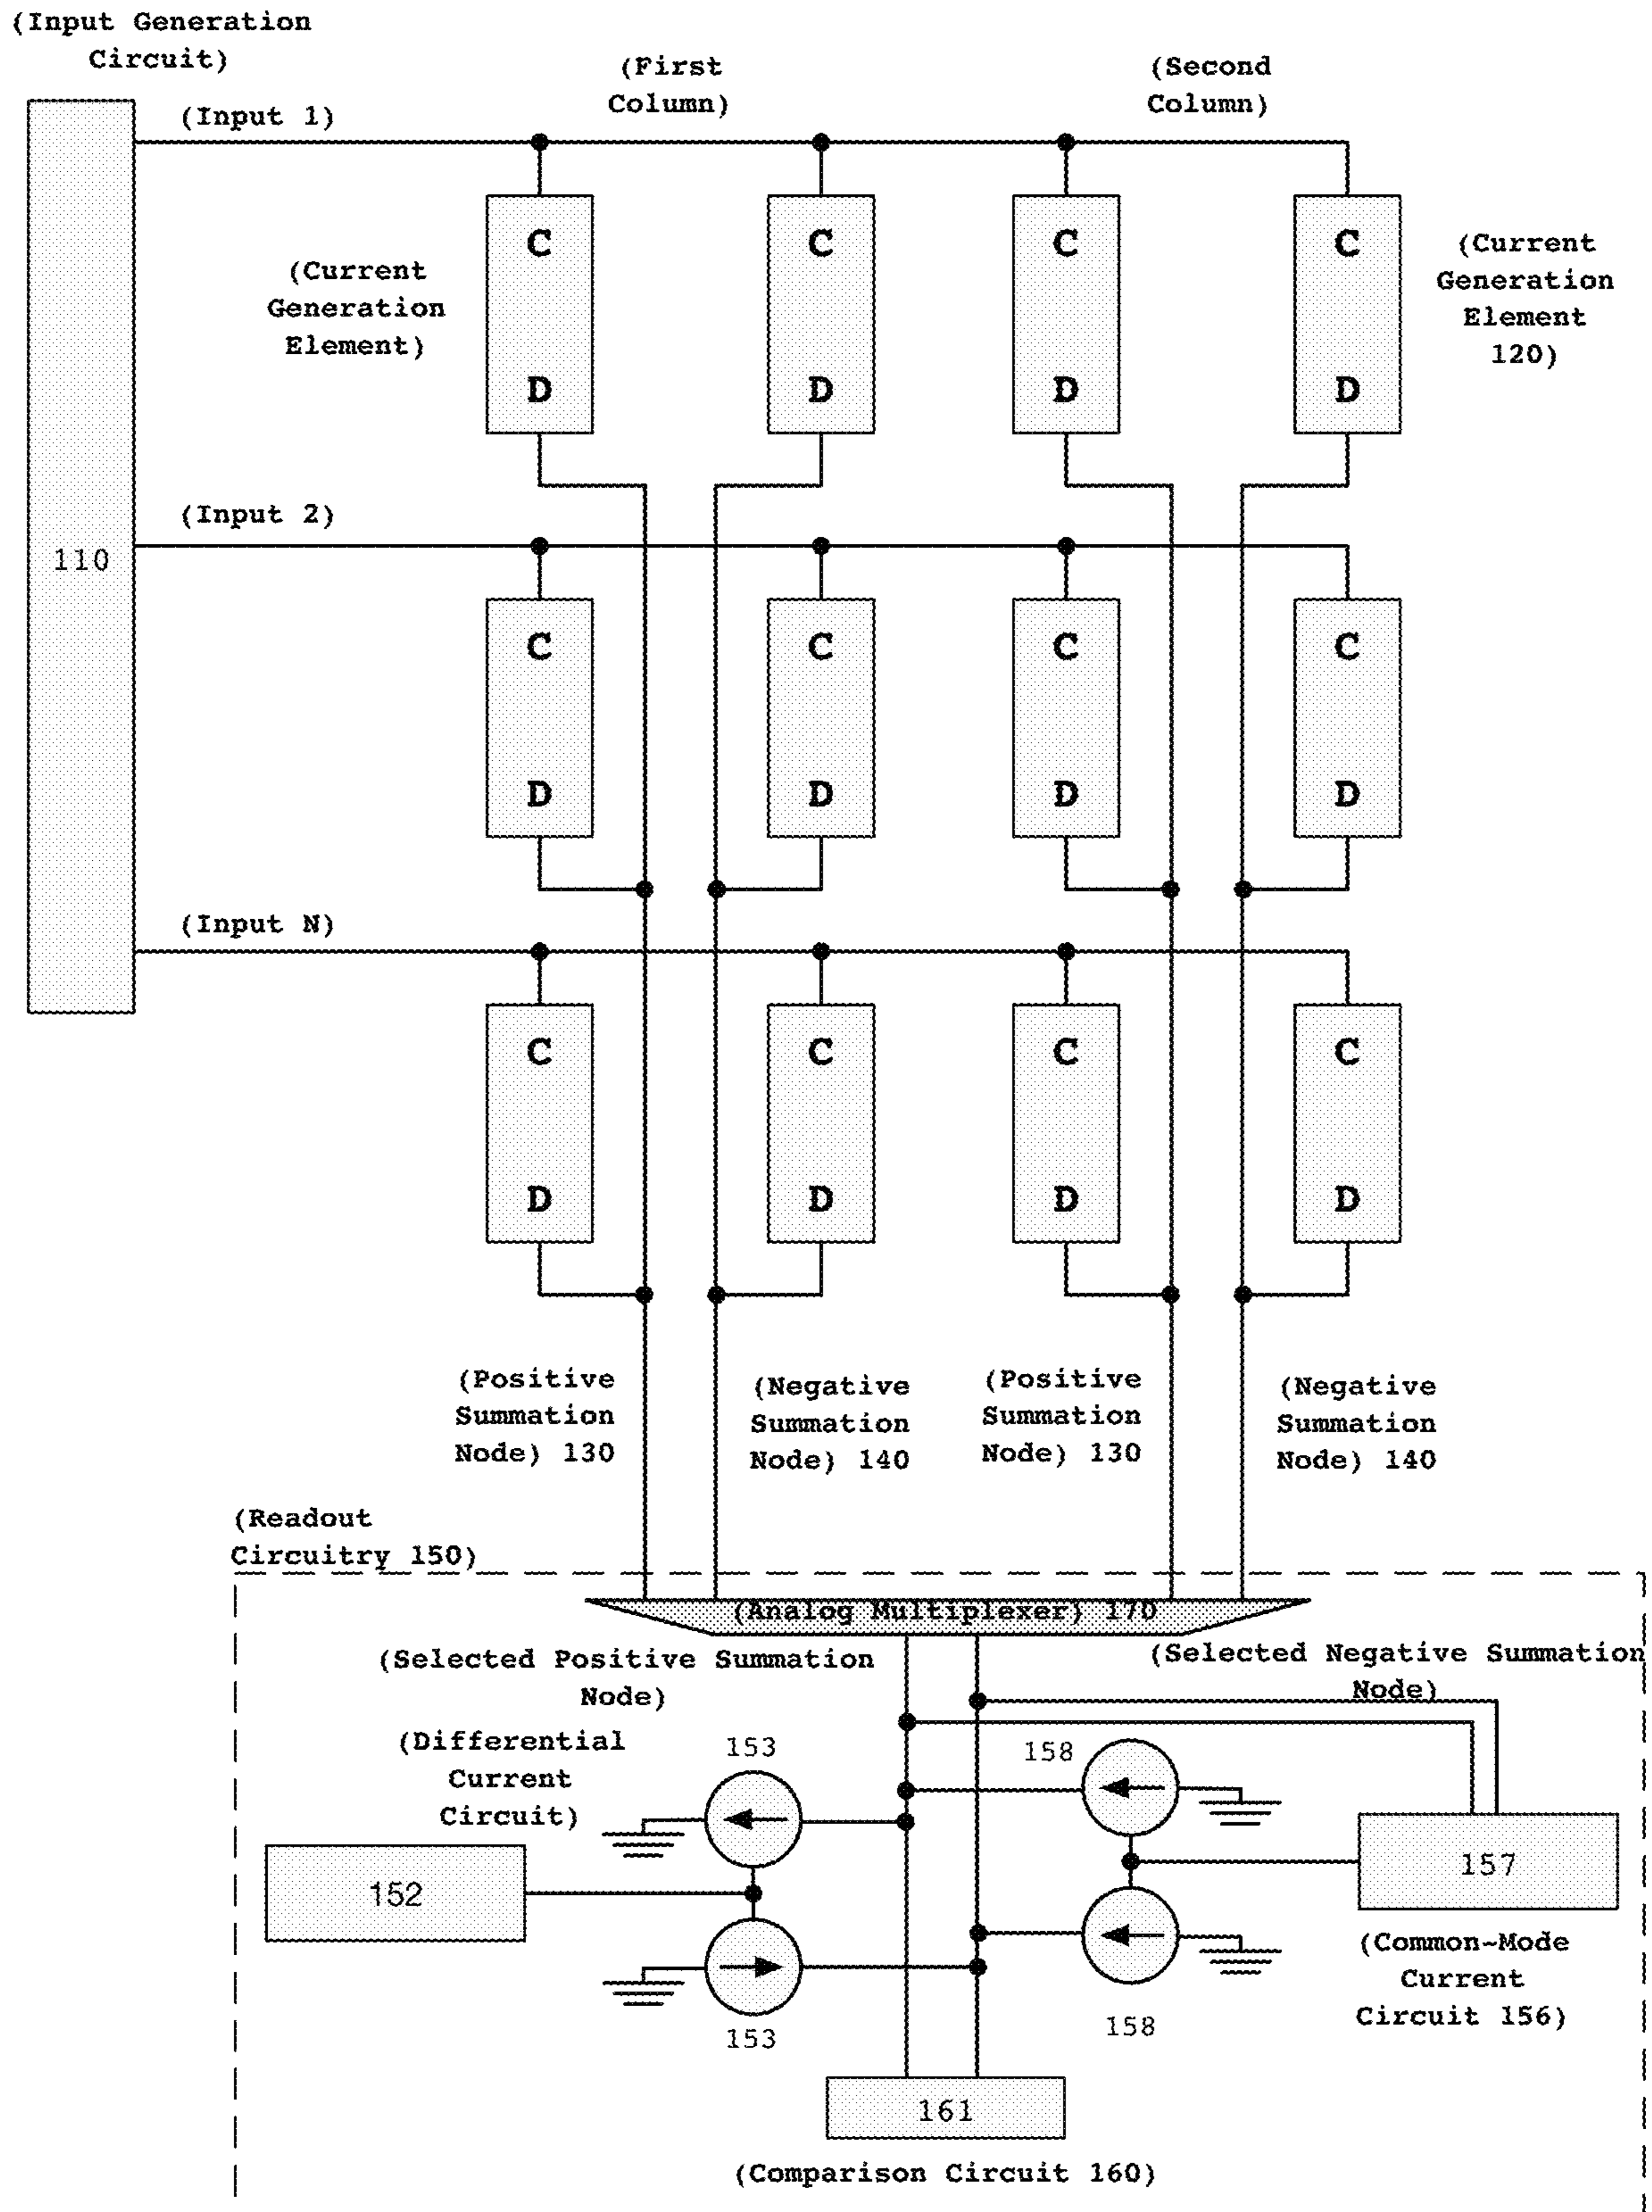 (Input Generation
Circuit)
(First
Column)
(Second
Column)
(Input 1)
C
C
C
C
(Current
Generation
Element)
(Current
Generation
Element
120)
D
D
D
D
(Input 2)
110
C
C
C
C
D
D
D
D
(Input N)
C
C
C
C
D
D
D
D
(Positive
Summation
Node) 130
(Negative
Summation
Node) 140
(Positive
Summation
Node) 130
(Negative
Summation
Node) 140
(Readout
Circuitry 150)
(Analog Multiplexer) 170
(Selected Positive Summation
Node)
(Selected Negative Summation
Node)
(Differential
Current
Circuit)
153
158
152
157
(Common~Mode
Current
Circuit 156)
153
158
161
(Comparison Circuit 160)